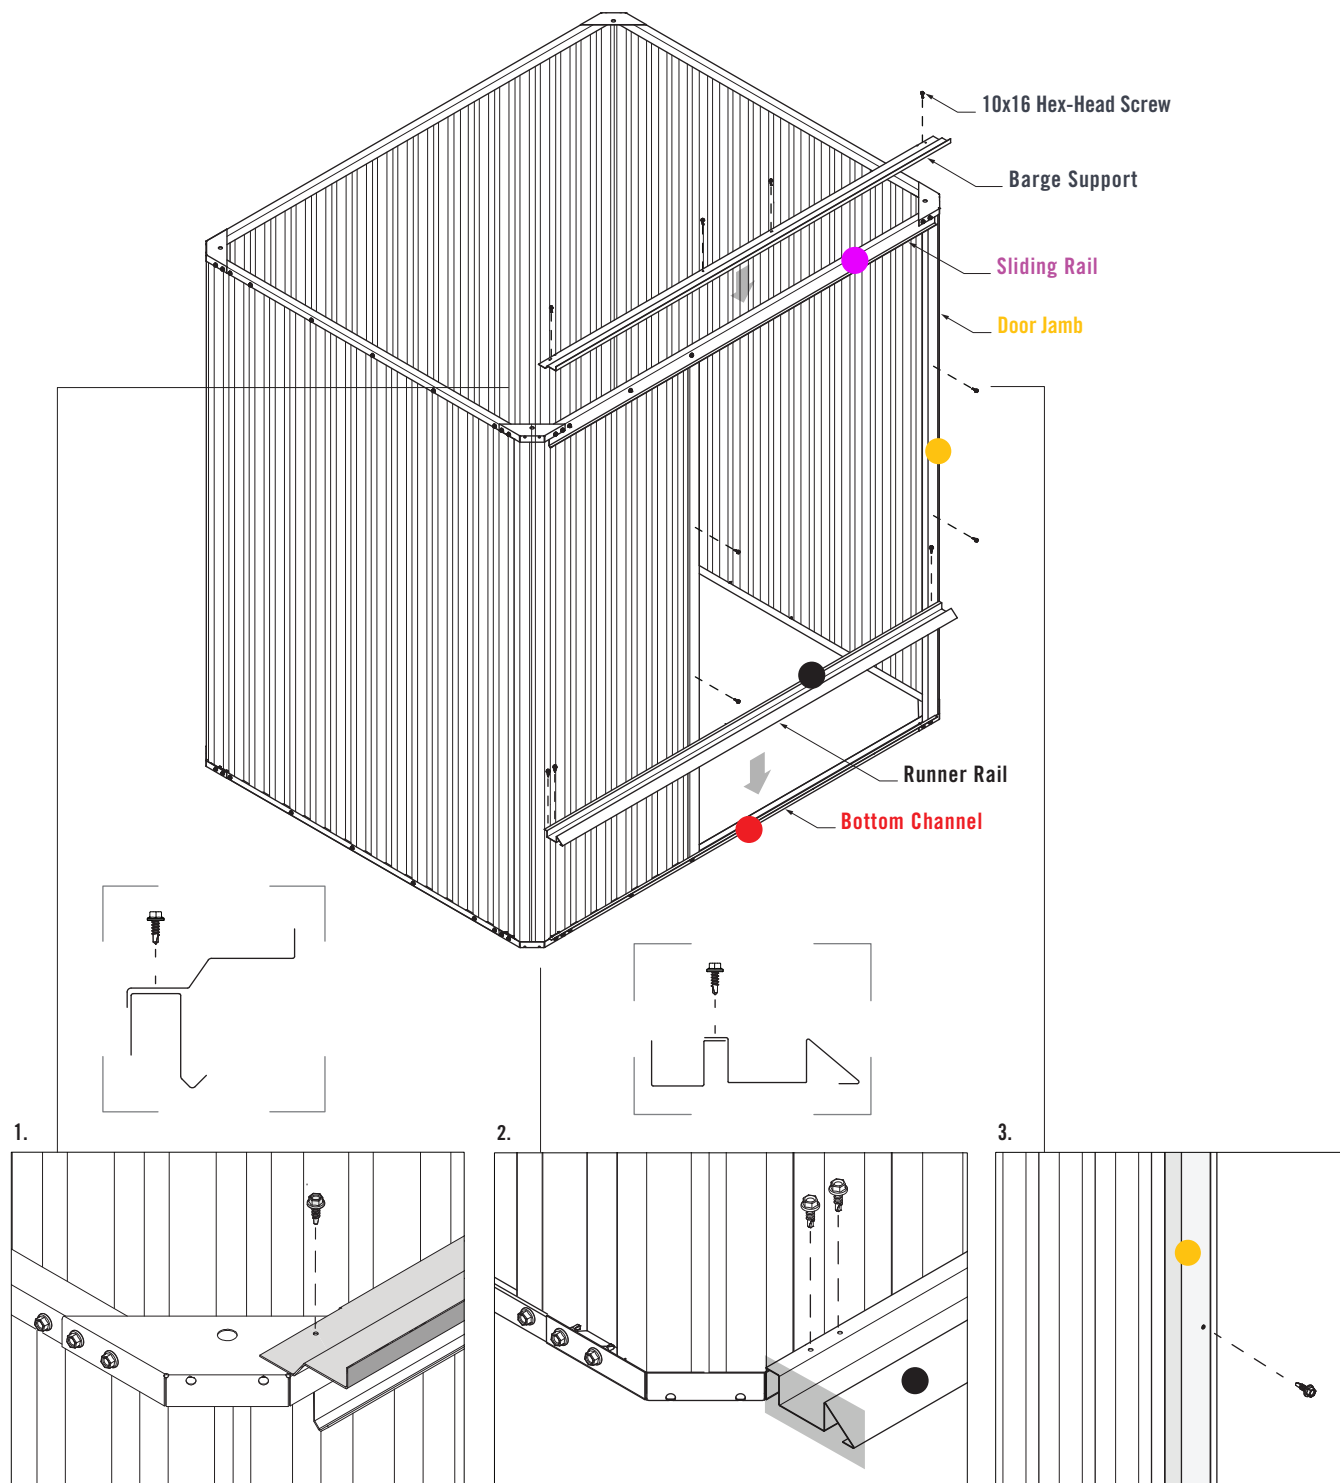 10x16 Hex-Head Screw
Barge Support
Sliding Rail
Door Jamb
Runner Rail
Bottom Channel
1.
2.
3.